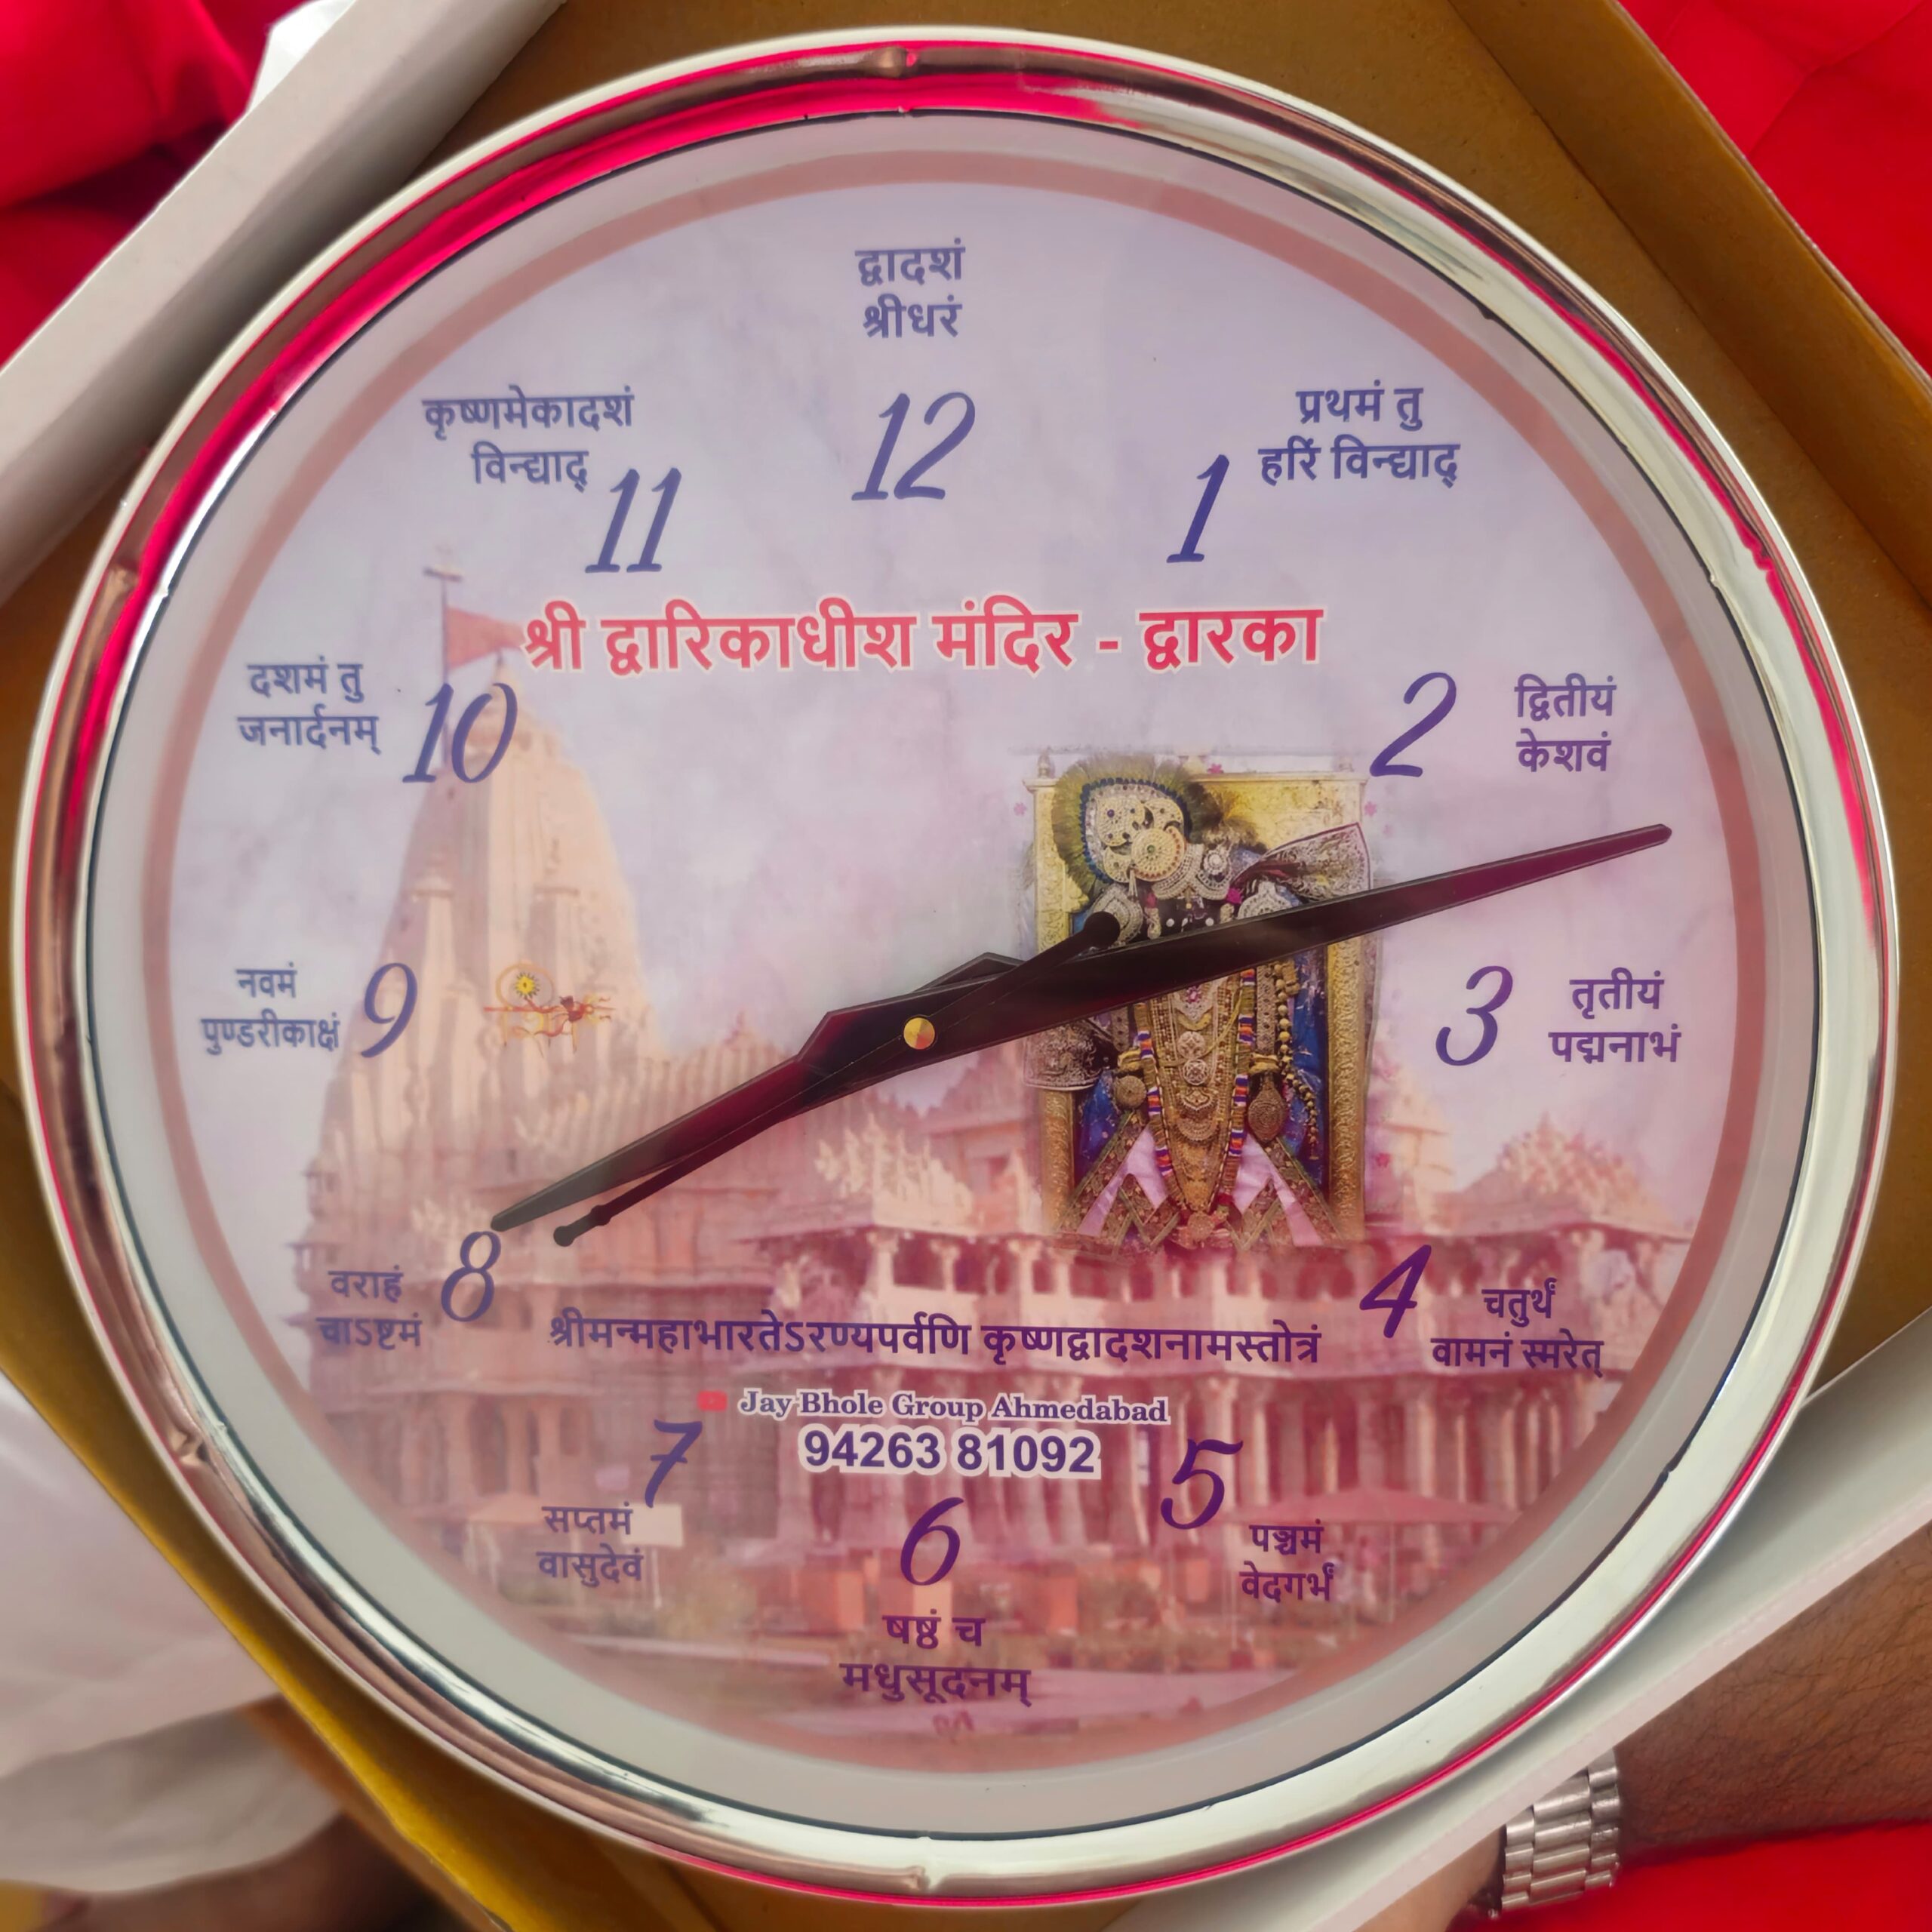 द्वादशं
श्रीधरं
12
प्रथमं तु
हरिं विन्द्याद्
1
द्वितीयं
केशवं
2
तृतीयं
पद्मनाभं
3
चतुर्थं
वामनं स्मरेत्
4
पञ्चमं
वेदगर्भं
5
6
षष्ठं च
मधुसूदनम्
7
सप्तमं
वासुदेवं
8
वराहं
चाऽष्टमं
9
नवमं
पुण्डरीकाक्षं
10
दशमं तु
जनार्दनम्
11
कृष्णमेकादशं
विन्द्याद्
श्री द्वारिकाधीश मंदिर - द्वारका
श्रीमन्महाभारतेऽरण्यपर्वणि कृष्णद्वादशनामस्तोत्रं
Jay Bhole Group Ahmedabad
94263 81092